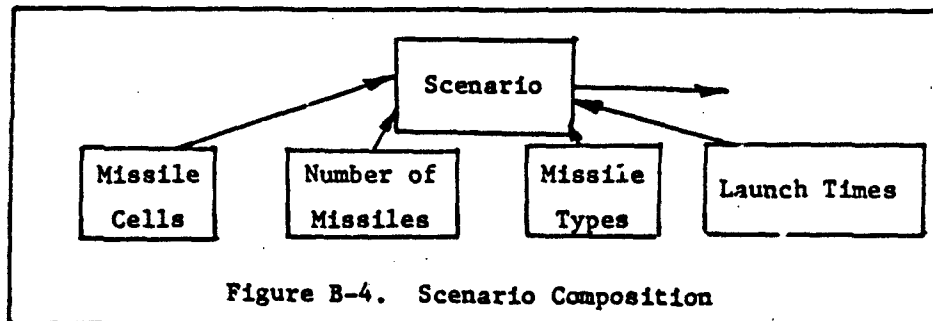 Scenario
Missile
Cells
Number of
Missiles
Missile
Types
Launch Times
Figure B-4. Scenario Composition